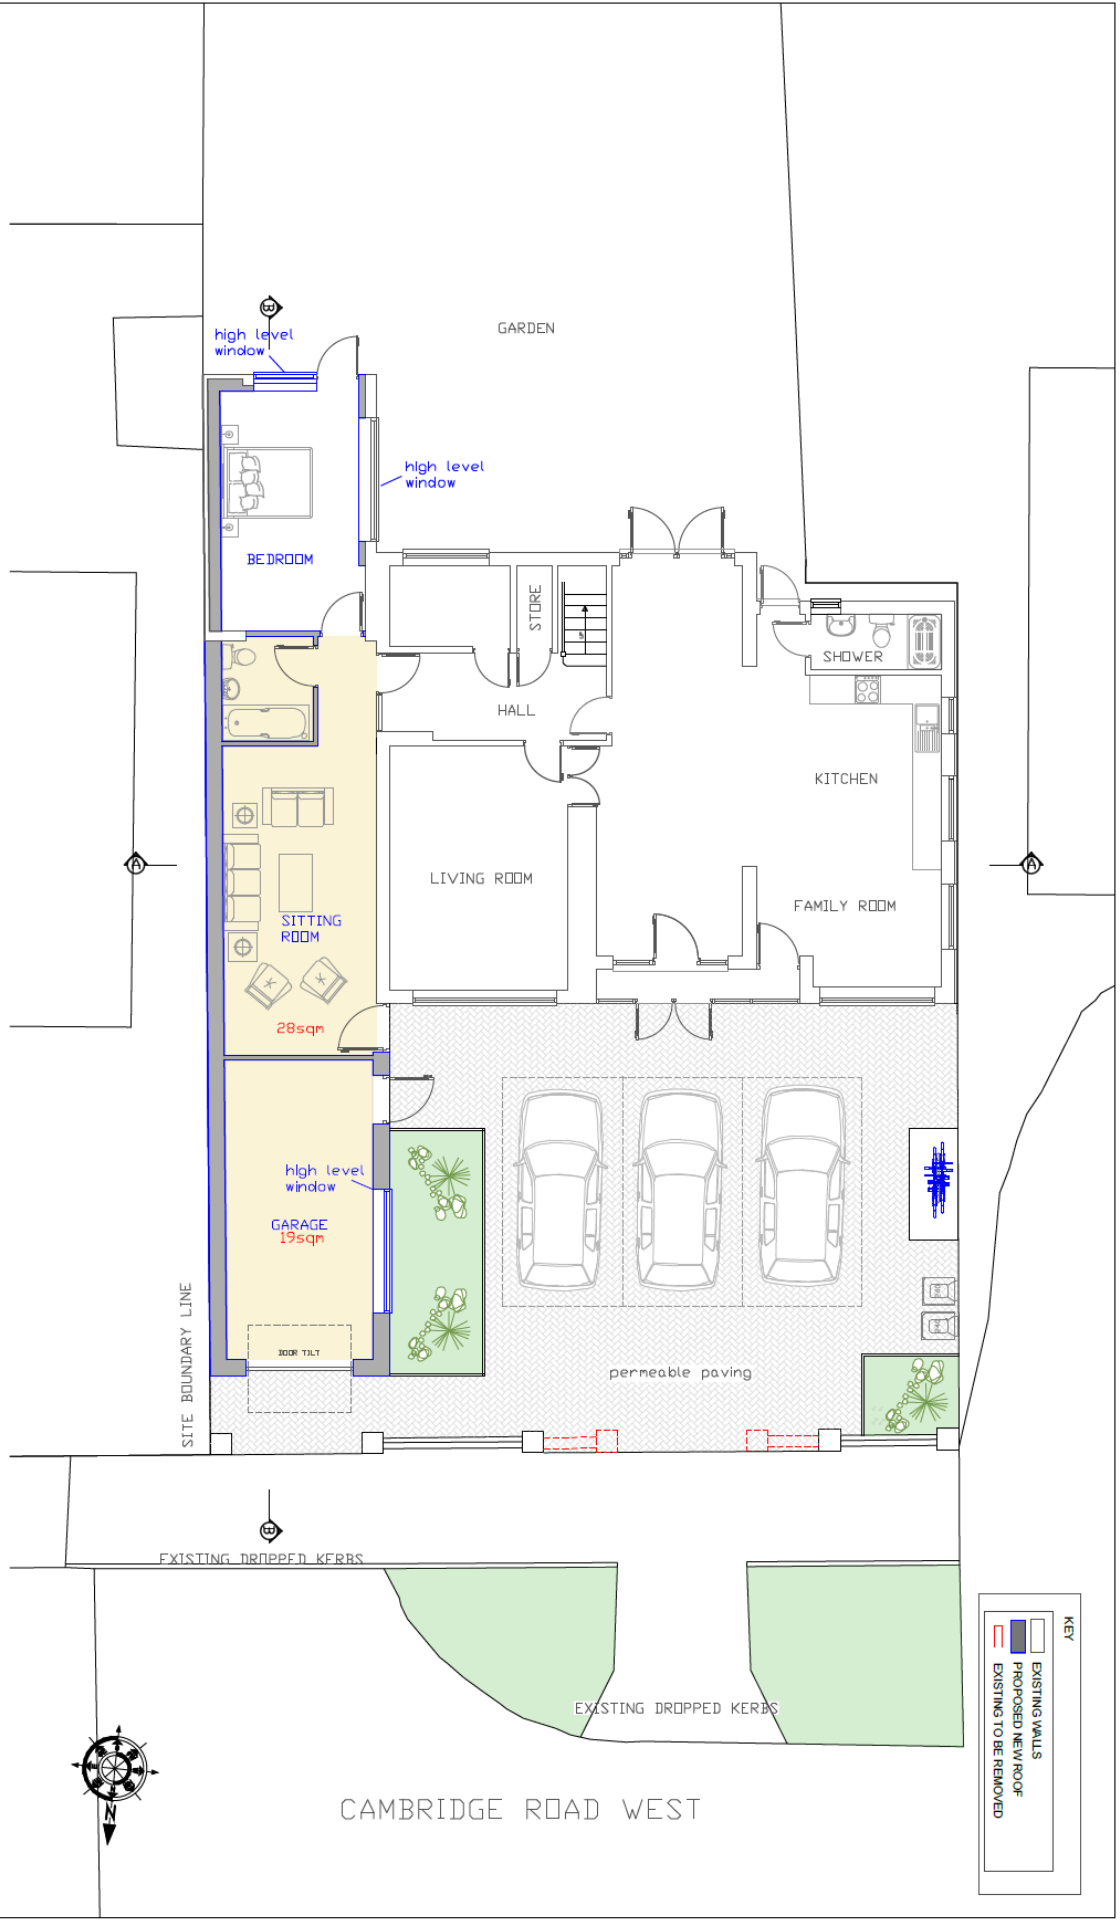 B
high level
window
GARDEN
high level
window
BEDROOM
STORE
UP
SHOWER
HALL
KITCHEN
A
A
LIVING ROOM
FAMILY ROOM
SITTING
ROOM
28sqm
high level
window
GARAGE
19sqm
SITE BOUNDARY LINE
DOOR TILT
permeable paving
B
EXISTING DROPPED KERBS
EXISTING DROPPED KERBS
KEY
EXISTING WALLS
PROPOSED NEW ROOF
EXISTING TO BE REMOVED
N
CAMBRIDGE ROAD WEST